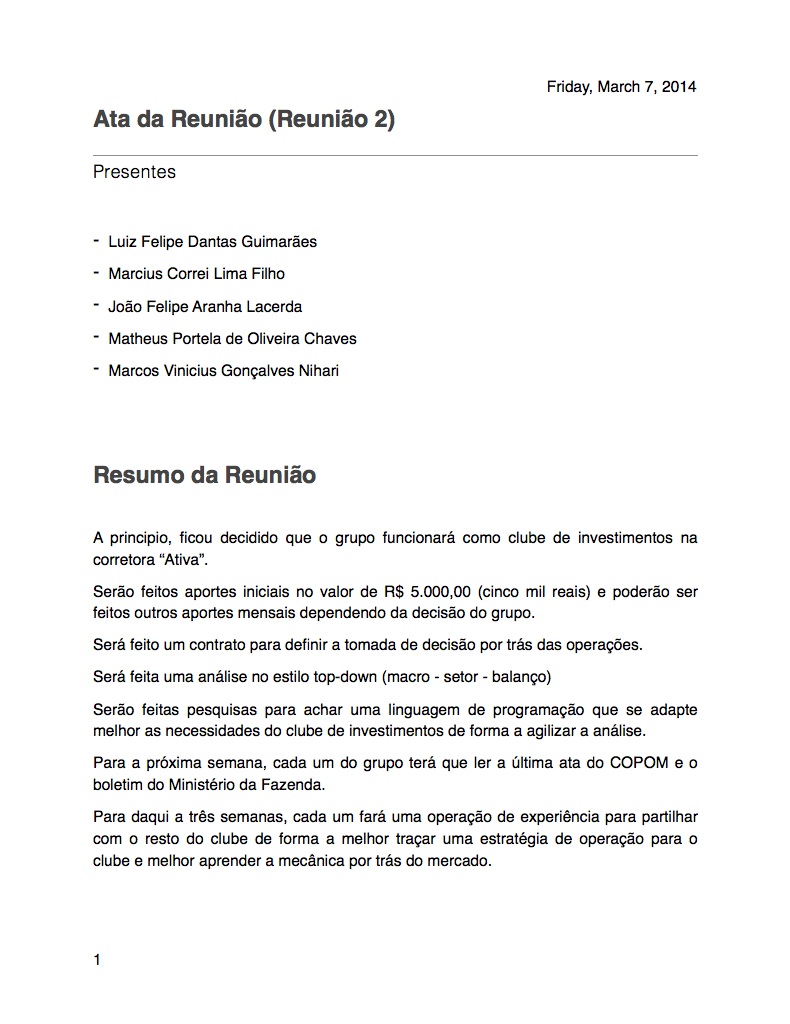 Friday, March 7, 2014
Ata da Reunião (Reunião 2)
Presentes
- Luiz Felipe Dantas Guimarães
- Marcius Correi Lima Filho
- João Felipe Aranha Lacerda
- Matheus Portela de Oliveira Chaves
- Marcos Vinicius Gonçalves Nihari
Resumo da Reunião
A principio, ficou decidido que o grupo funcionará como clube de investimentos na
corretora “Ativa”.
Serão feitos aportes iniciais no valor de R$ 5.000,00 (cinco mil reais) e poderão ser
feitos outros aportes mensais dependendo da decisão do grupo.
Será feito um contrato para definir a tomada de decisão por trás das operações.
Será feita uma análise no estilo top-down (macro - setor - balanço)
Serão feitas pesquisas para achar uma linguagem de programação que se adapte
melhor as necessidades do clube de investimentos de forma a agilizar a análise.
Para a próxima semana, cada um do grupo terá que ler a última ata do COPOM e o
boletim do Ministério da Fazenda.
Para daqui a três semanas, cada um fará uma operação de experiência para partilhar
com o resto do clube de forma a melhor traçar uma estratégia de operação para o
clube e melhor aprender a mecânica por trás do mercado.
1